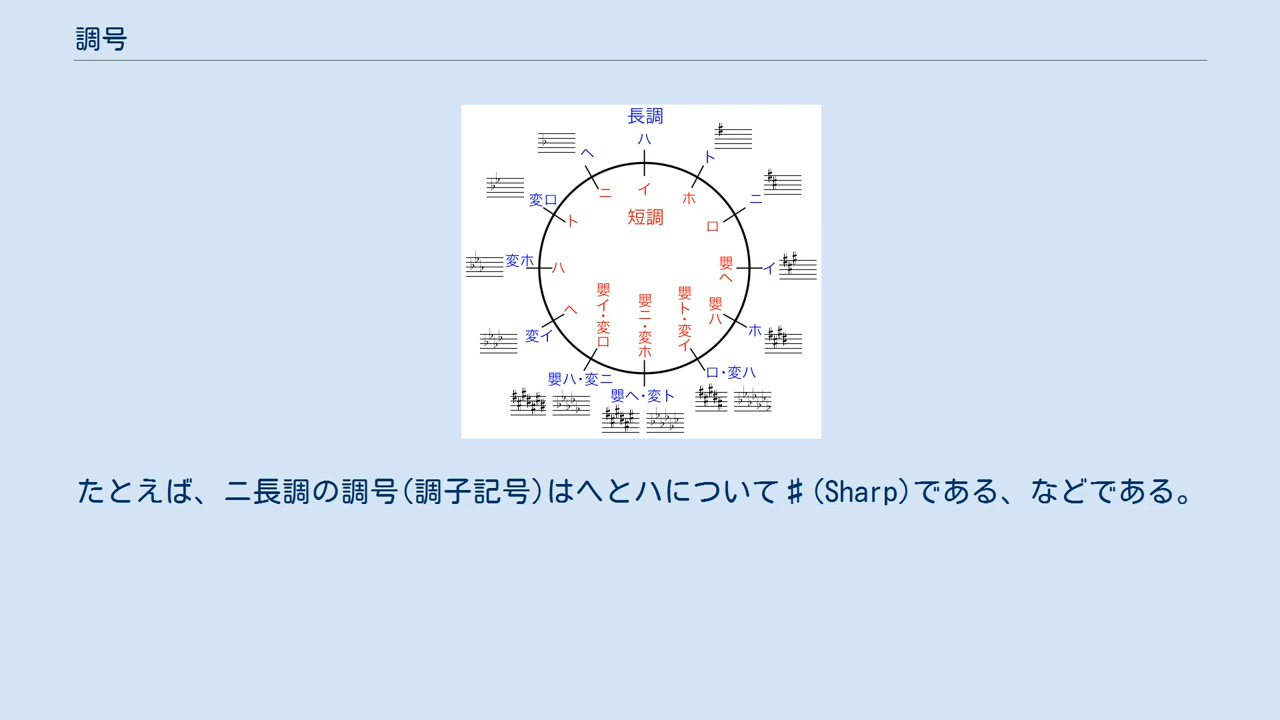 調号
長調
ハ
ト
ニ
イ
ホ
ロ・変ハ
嬰ヘ・変ト
嬰ハ・変ニ
変イ
変ホ
変ロ
ヘ
イ
ホ
ロ
嬰ヘ
嬰ハ
嬰ト・変イ
嬰ニ・変ホ
嬰イ・変ロ
ヘ
ハ
ト
ニ
短調
たとえば、ニ長調の調号(調子記号)はヘとハについて♯(Sharp)である、などである。